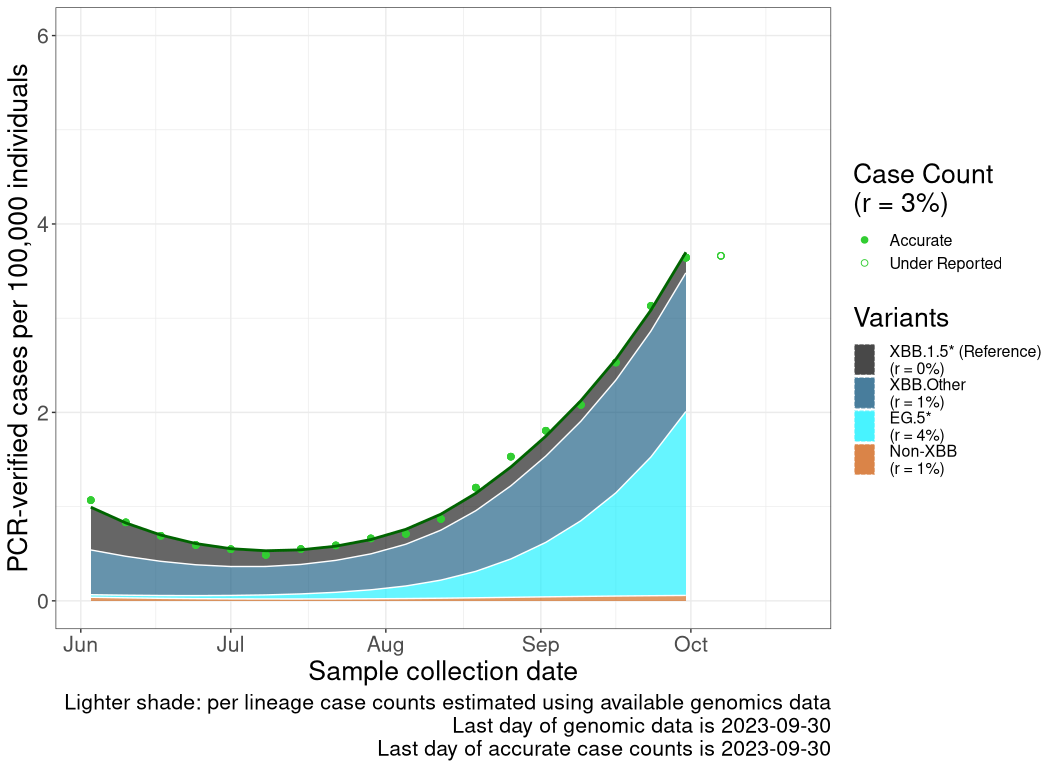 PCR-verified cases per 100,000 individuals
6
4
2
0
Jun
Jul
Aug
Sep
Oct
Sample collection date
Lighter shade: per lineage case counts estimated using available genomics data
Last day of genomic data is 2023-09-30
Last day of accurate case counts is 2023-09-30
Case Count
(r = 3%)
Accurate
Under Reported
Variants
XBB.1.5* (Reference)
(r = 0%)
XBB.Other
(r = 1%)
EG.5*
(r = 4%)
Non-XBB
(r = 1%)